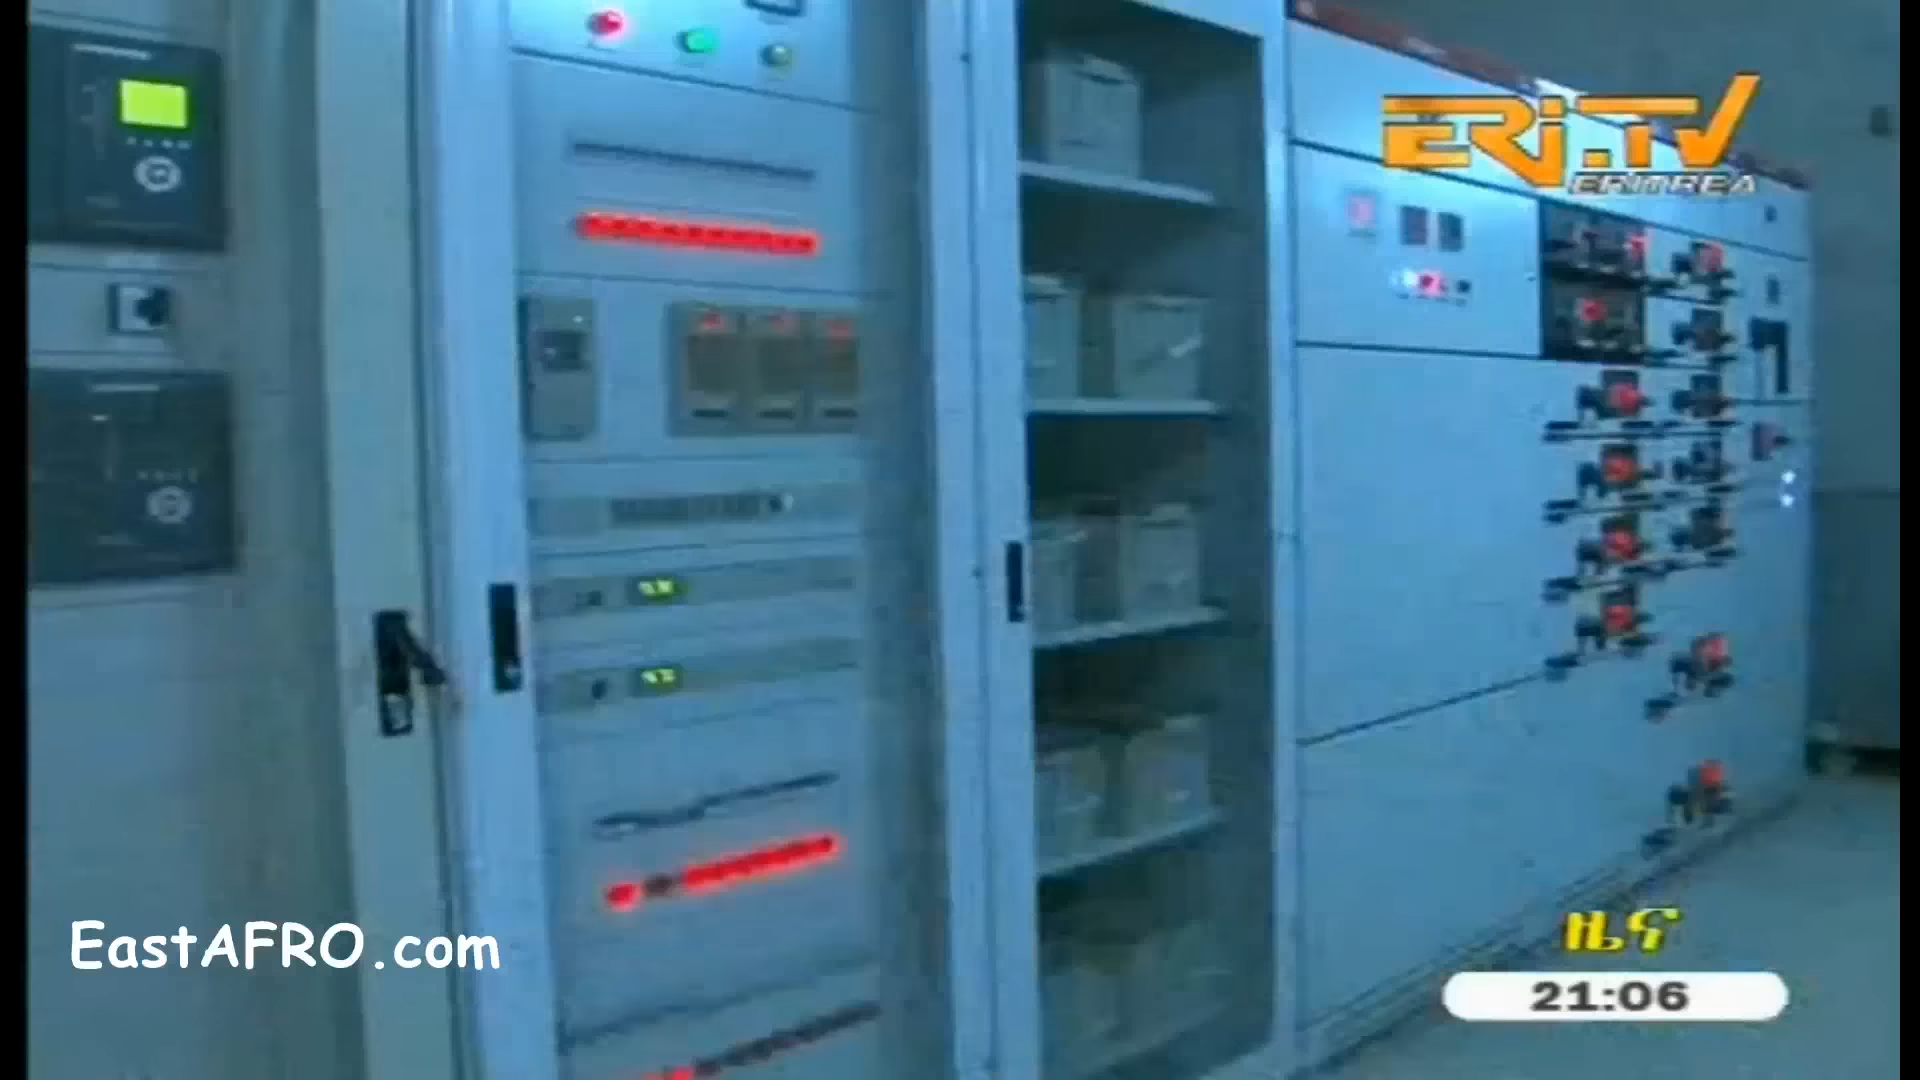 ERi.TV
ERITREA
EastAFRO.com
ዜና
21:06